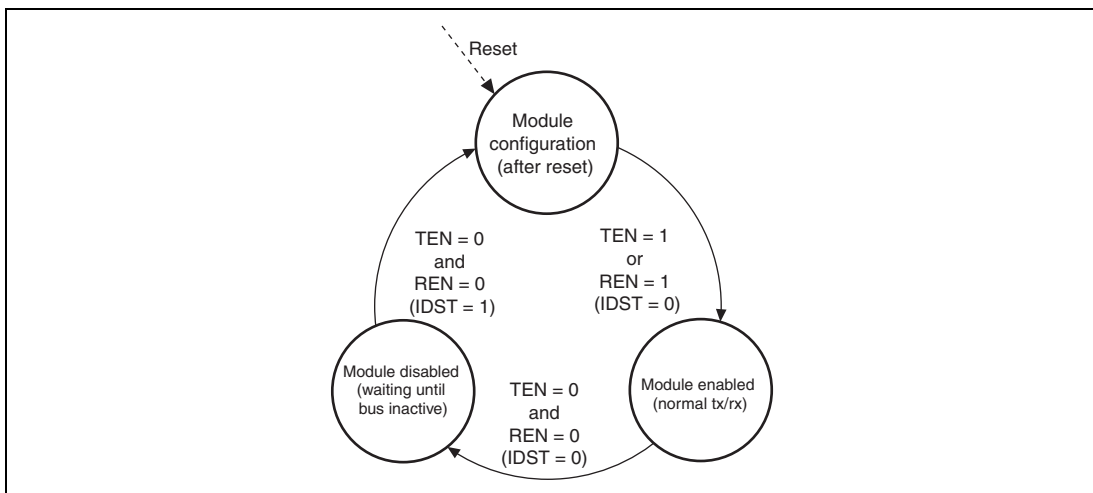 Reset
Module
configuration
(after reset)
TEN = 0
and
REN = 0
(IDST = 1)
TEN = 1
or
REN = 1
(IDST = 0)
Module disabled
(waiting until
bus inactive)
TEN = 0
and
REN = 0
(IDST = 0)
Module enabled
(normal tx/rx)